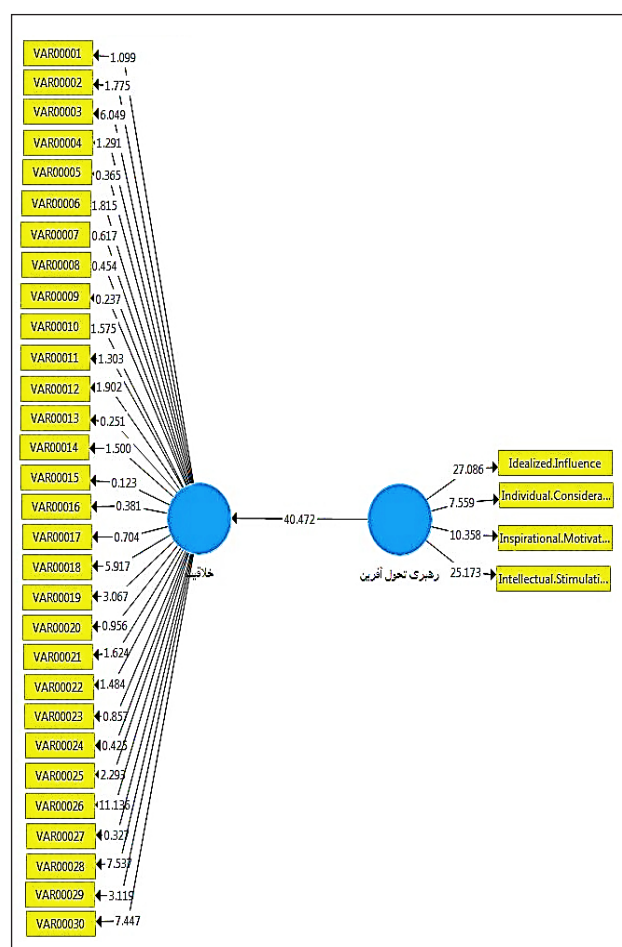 VAR00001
1.099
VAR00002
1.775
VAR00003
6.049
VAR00004
1.291
VAR00005
0.365
VAR00006
1.815
VAR00007
0.617
VAR00008
0.454
VAR00009
0.237
VAR00010
1.575
VAR00011
1.303
VAR00012
1.902
VAR00013
0.251
VAR00014
1.500
VAR00015
0.123
VAR00016
0.381
VAR00017
0.704
VAR00018
5.917
VAR00019
3.067
VAR00020
0.956
VAR00021
1.624
VAR00022
1.484
VAR00023
0.857
VAR00024
0.425
VAR00025
2.293
VAR00026
11.136
VAR00027
0.327
VAR00028
7.537
VAR00029
3.119
VAR00030
7.447
خلاقیت
40.472
رهبری تحول آفرین
27.086
Idealized.Influence
7.559
Individual.Considera...
10.358
Inspirational.Motivat...
25.173
Intellectual.Stimulati...